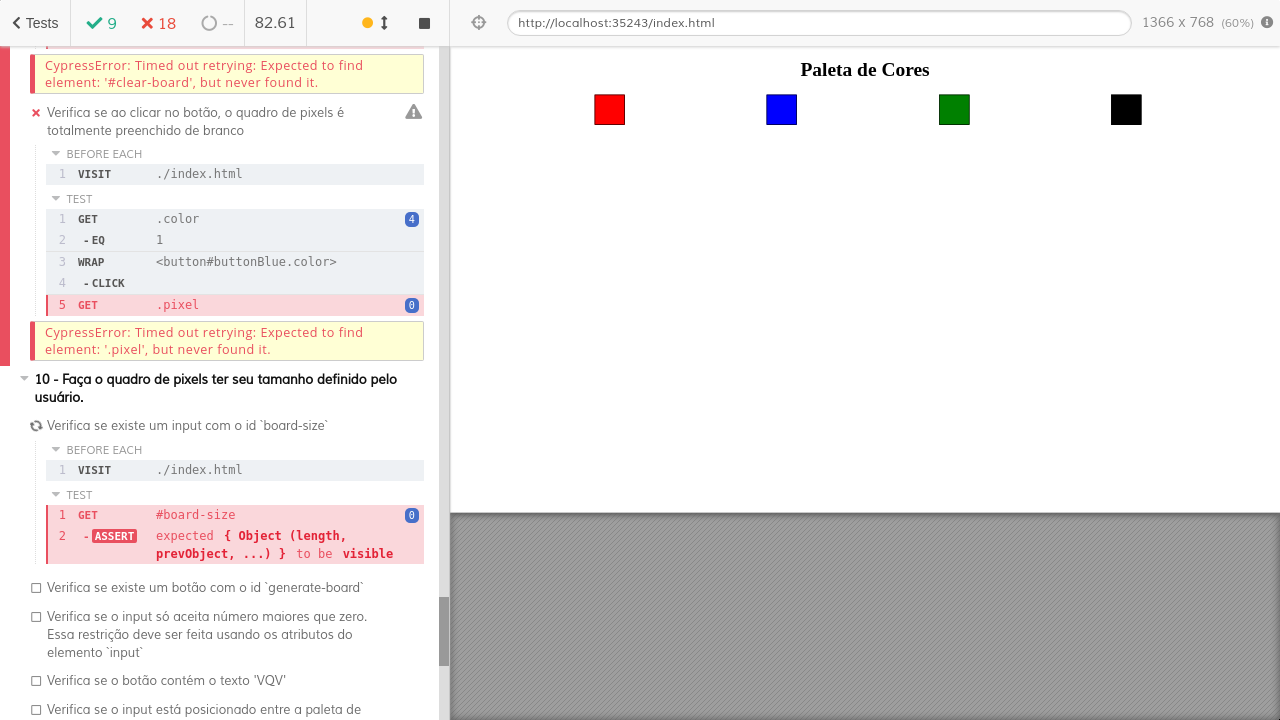 Tests
9
18
--
82.61
http://localhost:35243/index.html
1366 x 768 (60%)
CypressError: Timed out retrying: Expected to find
element: '#clear-board', but never found it.
Verifica se ao clicar no botão, o quadro de pixels é
totalmente preenchido de branco
BEFORE EACH
1 VISIT ./index.html
TEST
1 GET .color 4
2 -EQ 1
3 WRAP <button#buttonBlue.color>
4 -CLICK
5 GET .pixel 0
CypressError: Timed out retrying: Expected to find
element: '.pixel', but never found it.
10 - Faça o quadro de pixels ter seu tamanho definido pelo
usuário.
Verifica se existe um input com o id `board-size`
BEFORE EACH
1 VISIT ./index.html
TEST
1 GET #board-size 0
2 -ASSERT expected { Object (length,
prevObject, ...) } to be visible
Verifica se existe um botão com o id `generate-board`
Verifica se o input só aceita número maiores que zero.
Essa restrição deve ser feita usando os atributos do
elemento `input`
Verifica se o botão contém o texto 'VQV'
Verifica se o input está posicionado entre a paleta de
Paleta de Cores